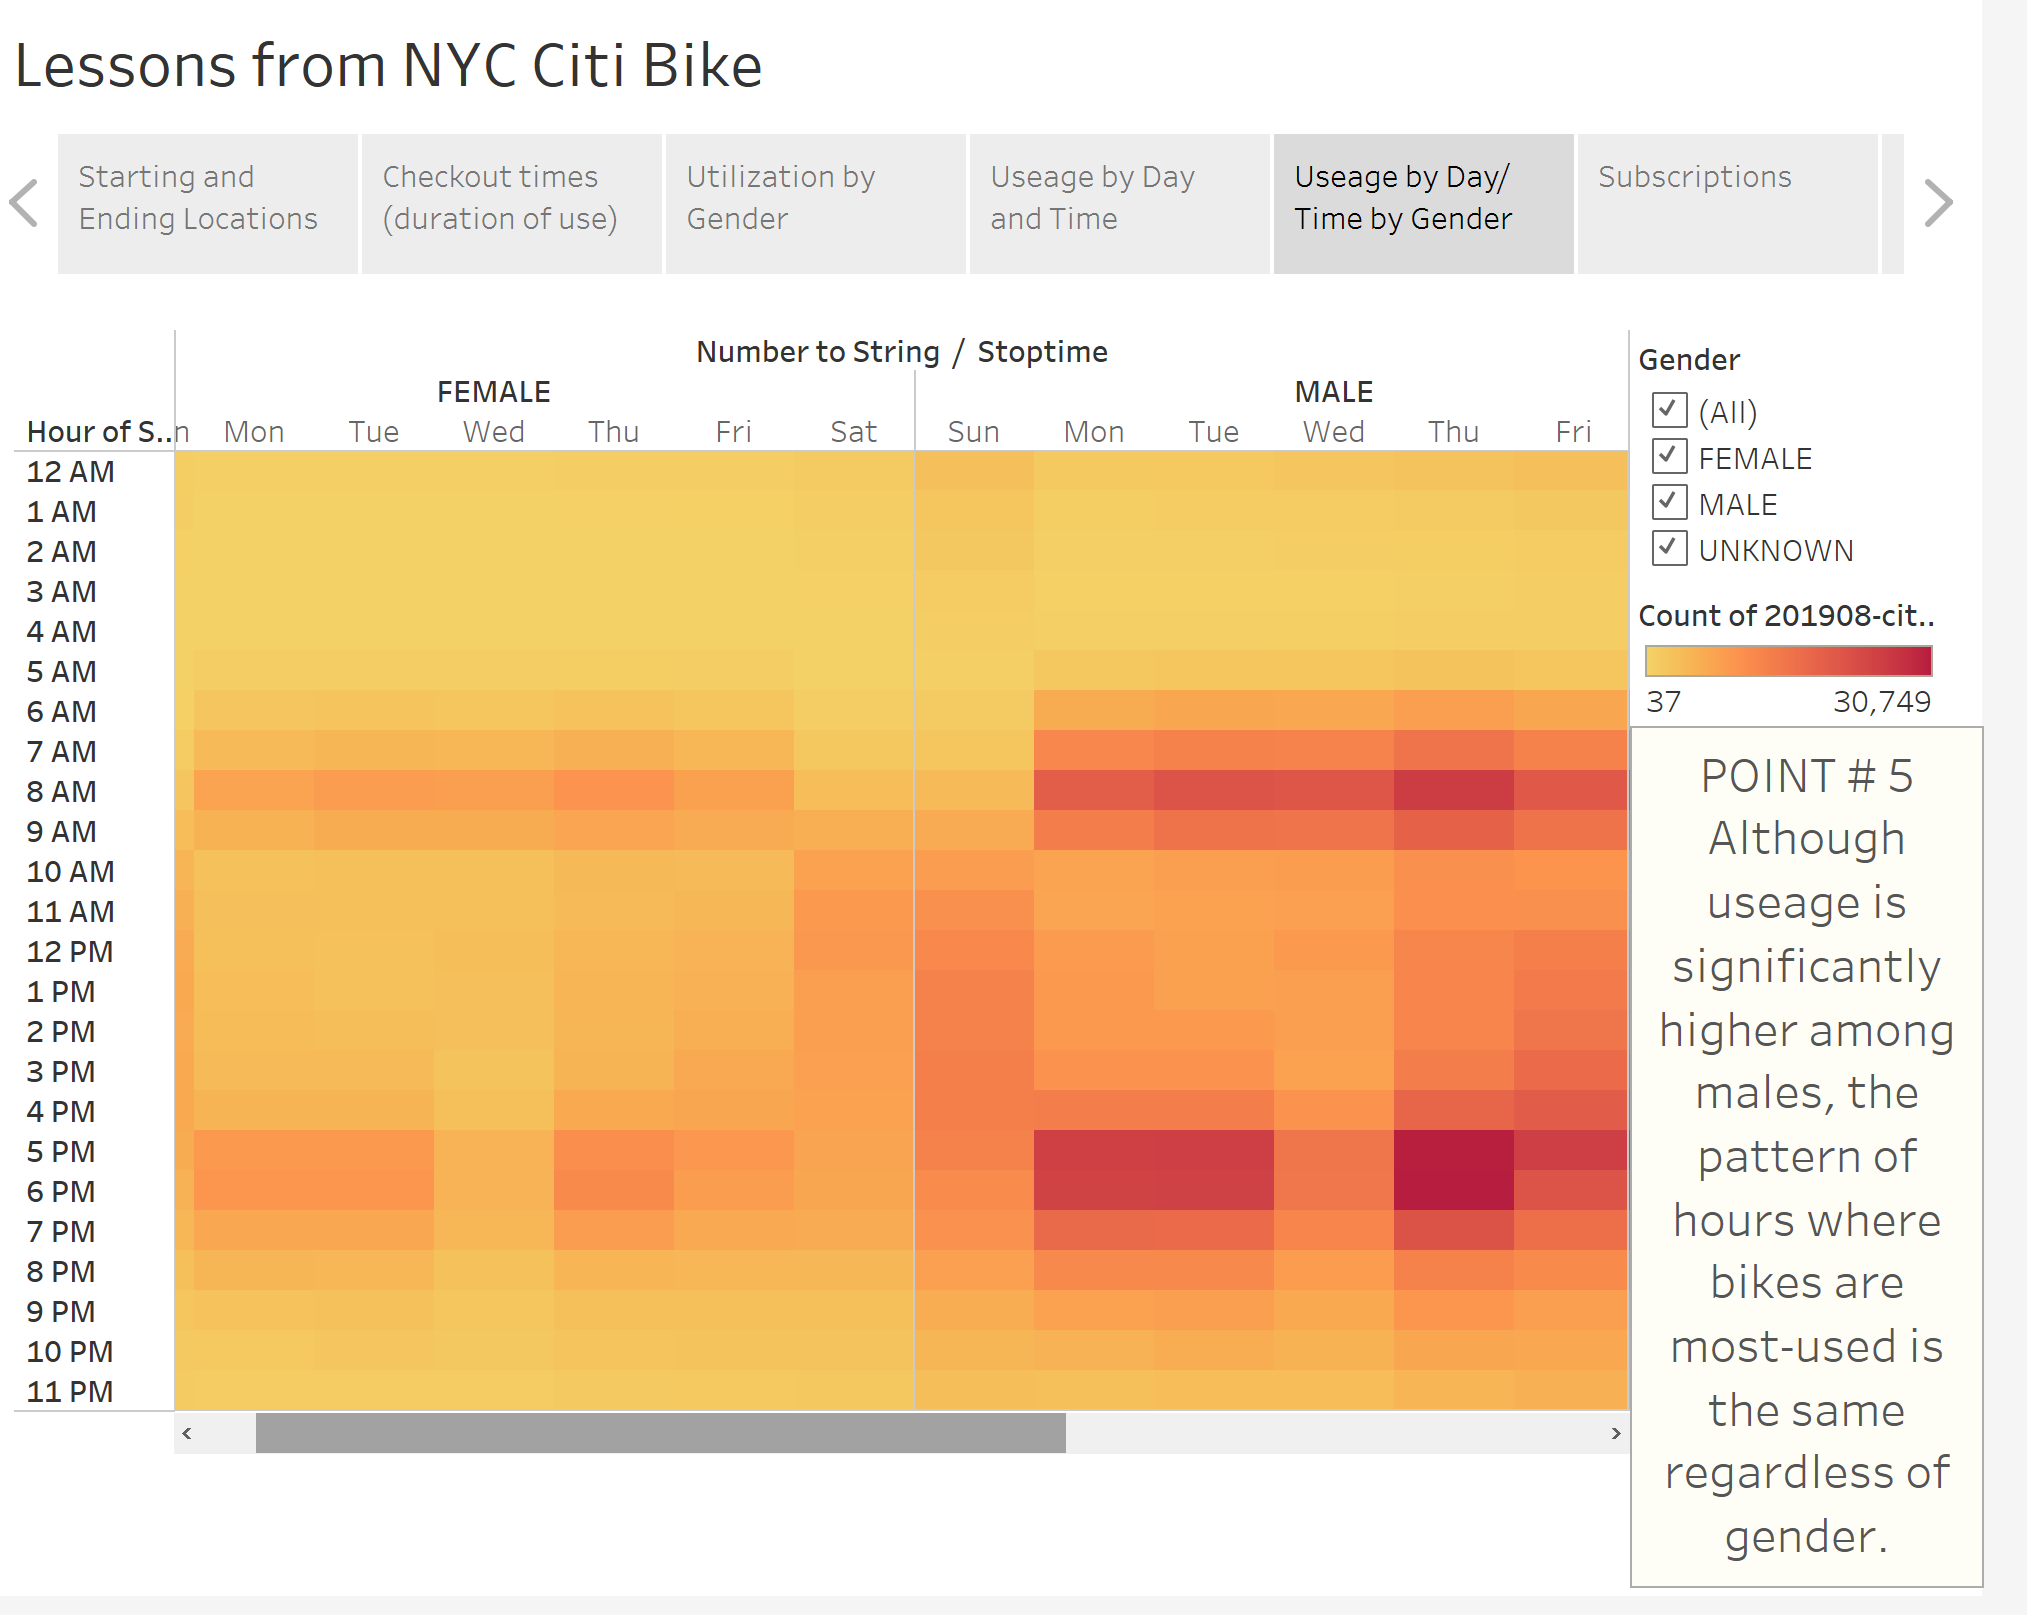 Lessons from NYC Citi Bike
Starting and
Ending Locations
Checkout times
(duration of use)
Utilization by
Gender
Useage by Day
and Time
Useage by Day/
Time by Gender
Subscriptions
Number to String / Stoptime
FEMALE MALE
Hour of S..n Mon Tue Wed Thu Fri Sat Sun Mon Tue Wed Thu Fri
12 AM
1 AM
2 AM
3 AM
4 AM
5 AM
6 AM
7 AM
8 AM
9 AM
10 AM
11 AM
12 PM
1 PM
2 PM
3 PM
4 PM
5 PM
6 PM
7 PM
8 PM
9 PM
10 PM
11 PM
Gender
(All)
FEMALE
MALE
UNKNOWN
Count of 201908-cit..
37 30,749
POINT # 5
Although
useage is
significantly
higher among
males, the
pattern of
hours where
bikes are
most-used is
the same
regardless of
gender.